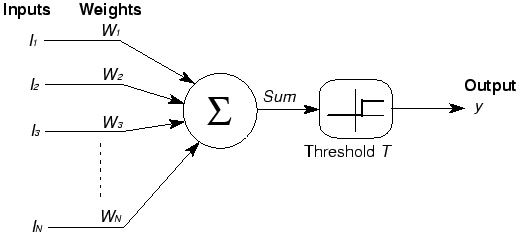 Inputs Weights
I1 W1
I2 W2
I3 W3
IN WN
Σ
Sum
Threshold T
Output
y